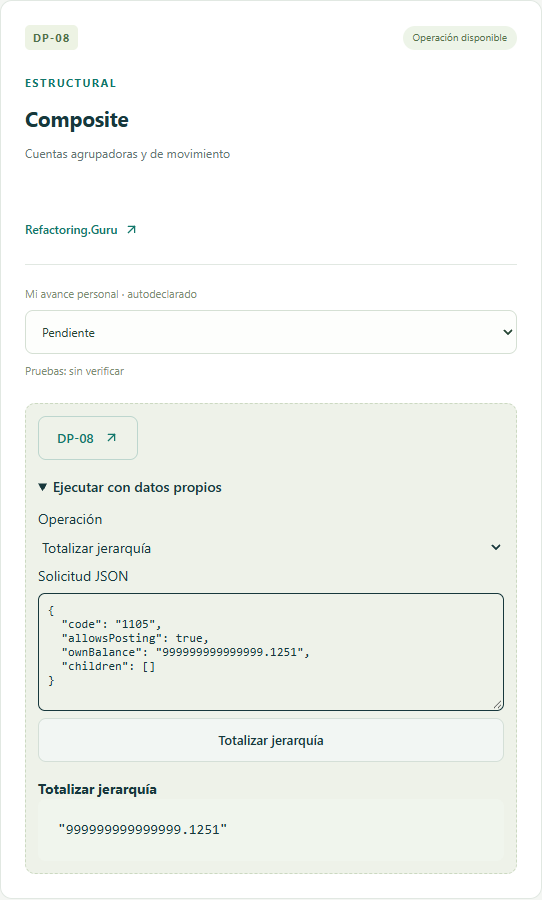 DP-08
Operación disponible
ESTRUCTURAL
Composite
Cuentas agrupadoras y de movimiento
Refactoring.Guru
Mi avance personal · autodeclarado
Pendiente
Pruebas: sin verificar
DP-08
Ejecutar con datos propios
Operación
Totalizar jerarquía
Solicitud JSON
{
  "code": "1105",
  "allowsPosting": true,
  "ownBalance": "999999999999999.1251",
  "children": []
}
Totalizar jerarquía
Totalizar jerarquía
"999999999999999.1251"